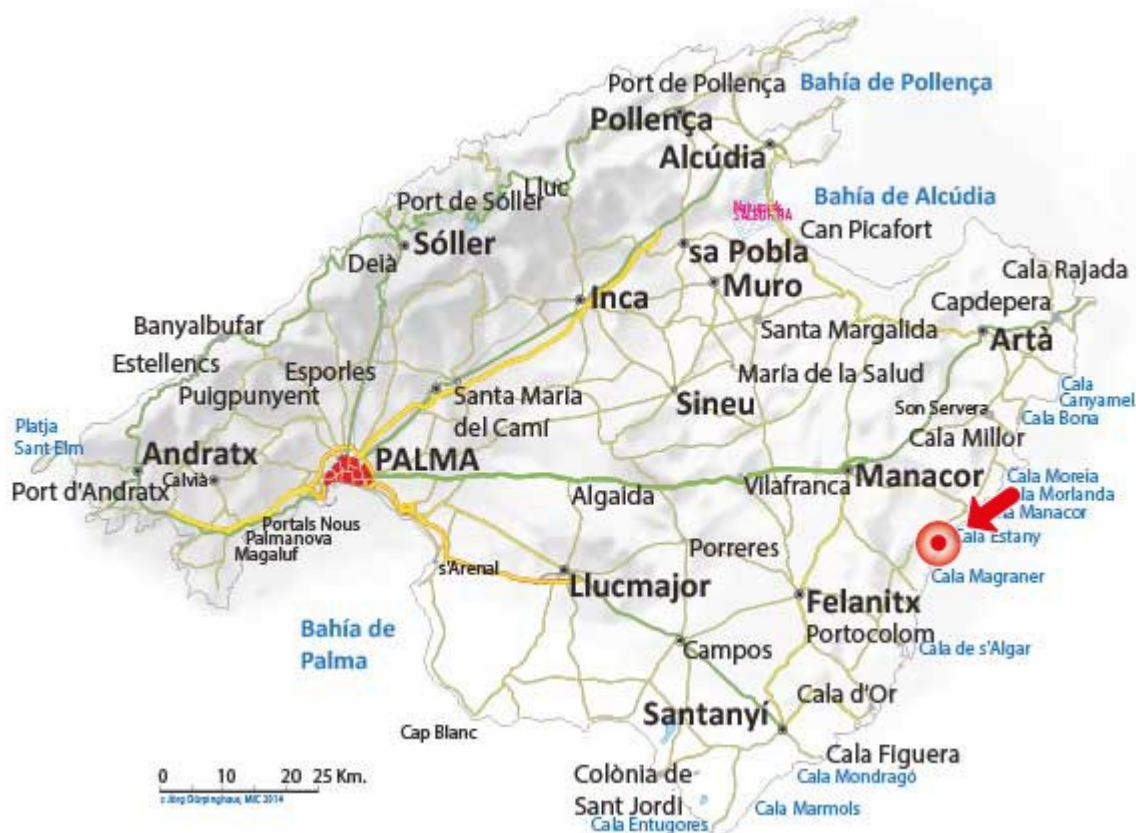 Port de Pollença
Bahía de Pollença
Pollença
Alcúdia
Lluc
Port de Sóller
Bahía de Alcúdia
Can Picafort
Sóller
sa Pobla
Deià
Cala Rajada
Muro
Inca
Capdepera
Banyalbufar
Santa Margalida
Artà
Estellencs
Esporles
María de la Salud
Puigpunyent
Santa Maria
del Camí
Sineu
Cala
Canyamel
Son Servera
Cala Bona
Platja
Sant Elm
Cala Millor
Andratx
PALMA
Calvià
Manacor
Cala Moreia
Port d'Andratx
Algaida
Vilafranca
Morlanda
Manacor
Portals Nous
Palmanova
Magaluf
Cala Estany
Porreres
s'Arenal
Cala Magraner
Llucmajor
Felanitx
Bahía de
Palma
Portocolom
Cala de s'Algar
Campos
Cala d'Or
Santanyí
Cap Blanc
Cala Figuera
0 10 20 25 Km.
Colònia de
Sant Jordi
Cala Mondragó
Cala Marmols
Cala Entugores